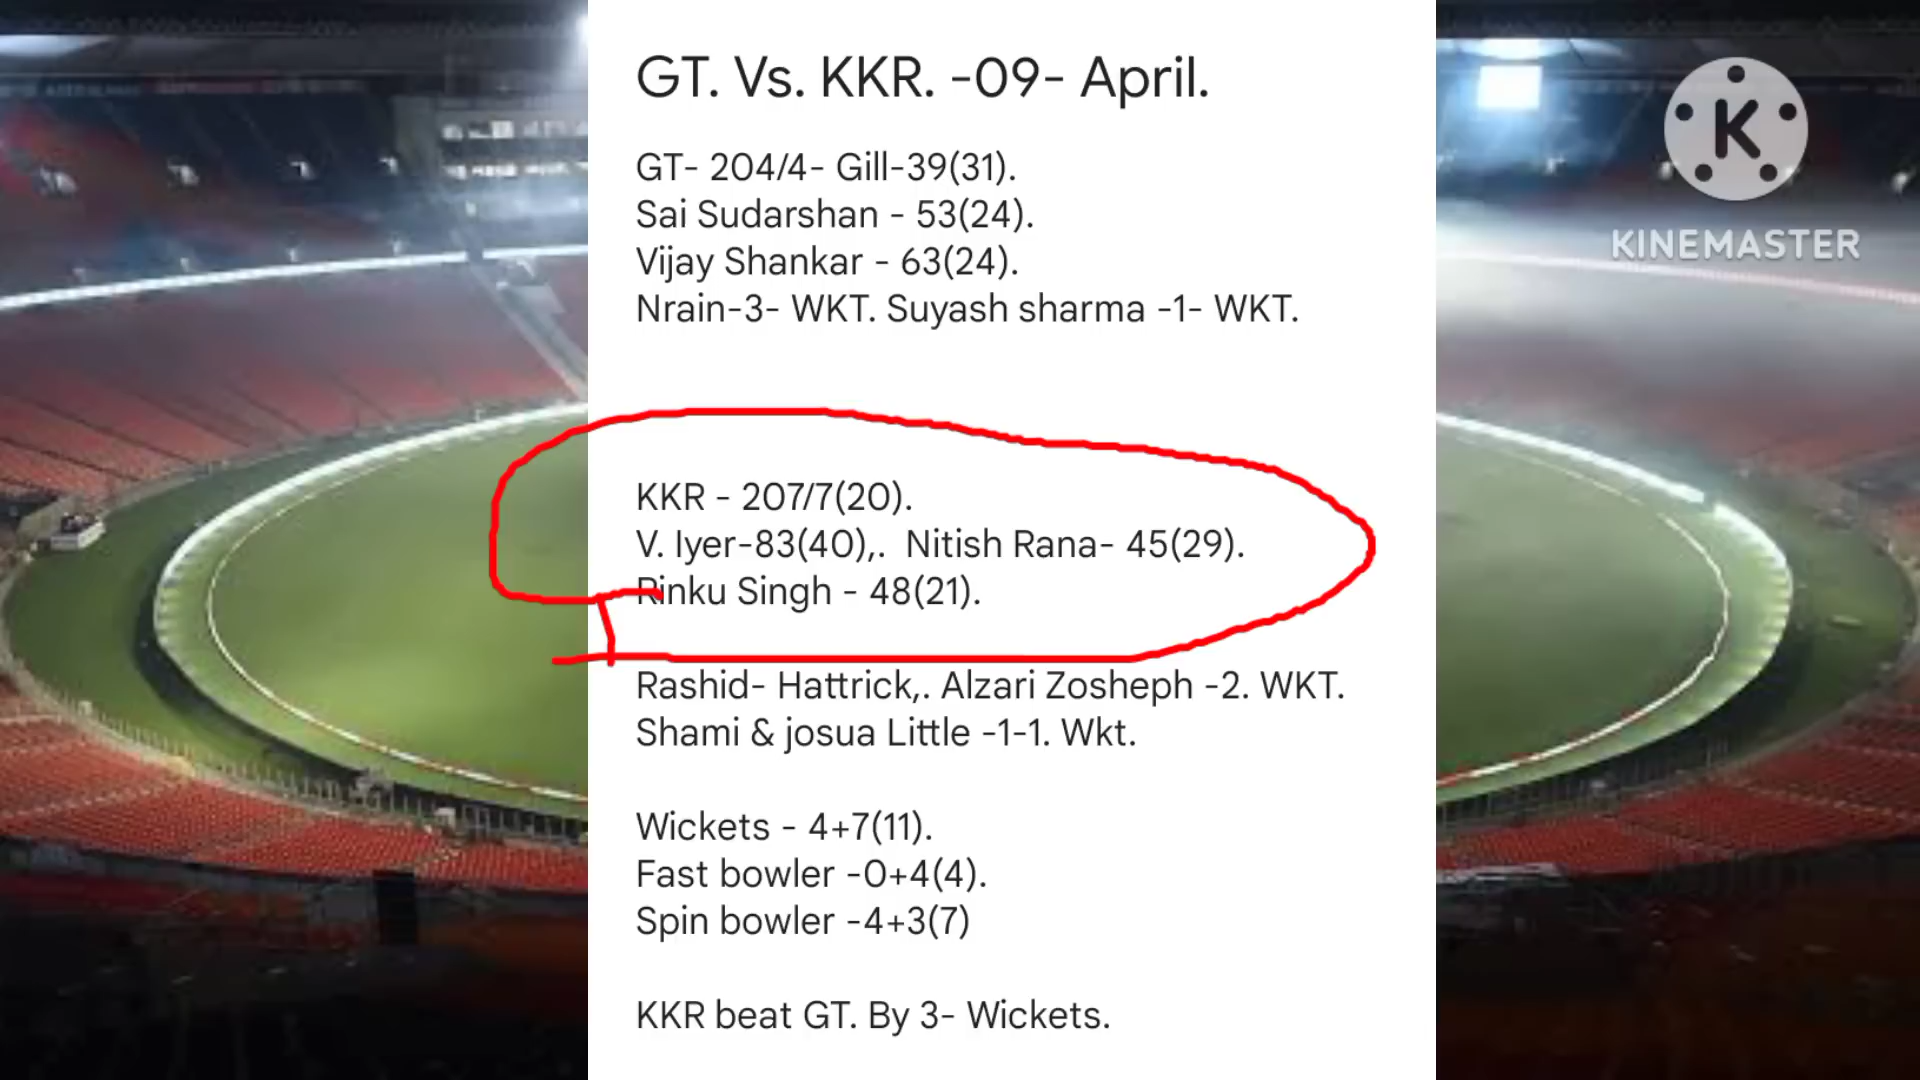 GT. Vs. KKR. -09- April.
GT- 204/4- Gill-39(31).
Sai Sudarshan - 53(24).
Vijay Shankar - 63(24).
Nrain-3- WKT. Suyash sharma -1- WKT.
KKR - 207/7(20).
V. Iyer-83(40),.  Nitish Rana- 45(29).
Rinku Singh - 48(21).
Rashid- Hattrick,. Alzari Zosheph -2. WKT.
Shami & josua Little -1-1. Wkt.
Wickets - 4+7(11).
Fast bowler -0+4(4).
Spin bowler -4+3(7)
KKR beat GT. By 3- Wickets.
K
KINEMASTER